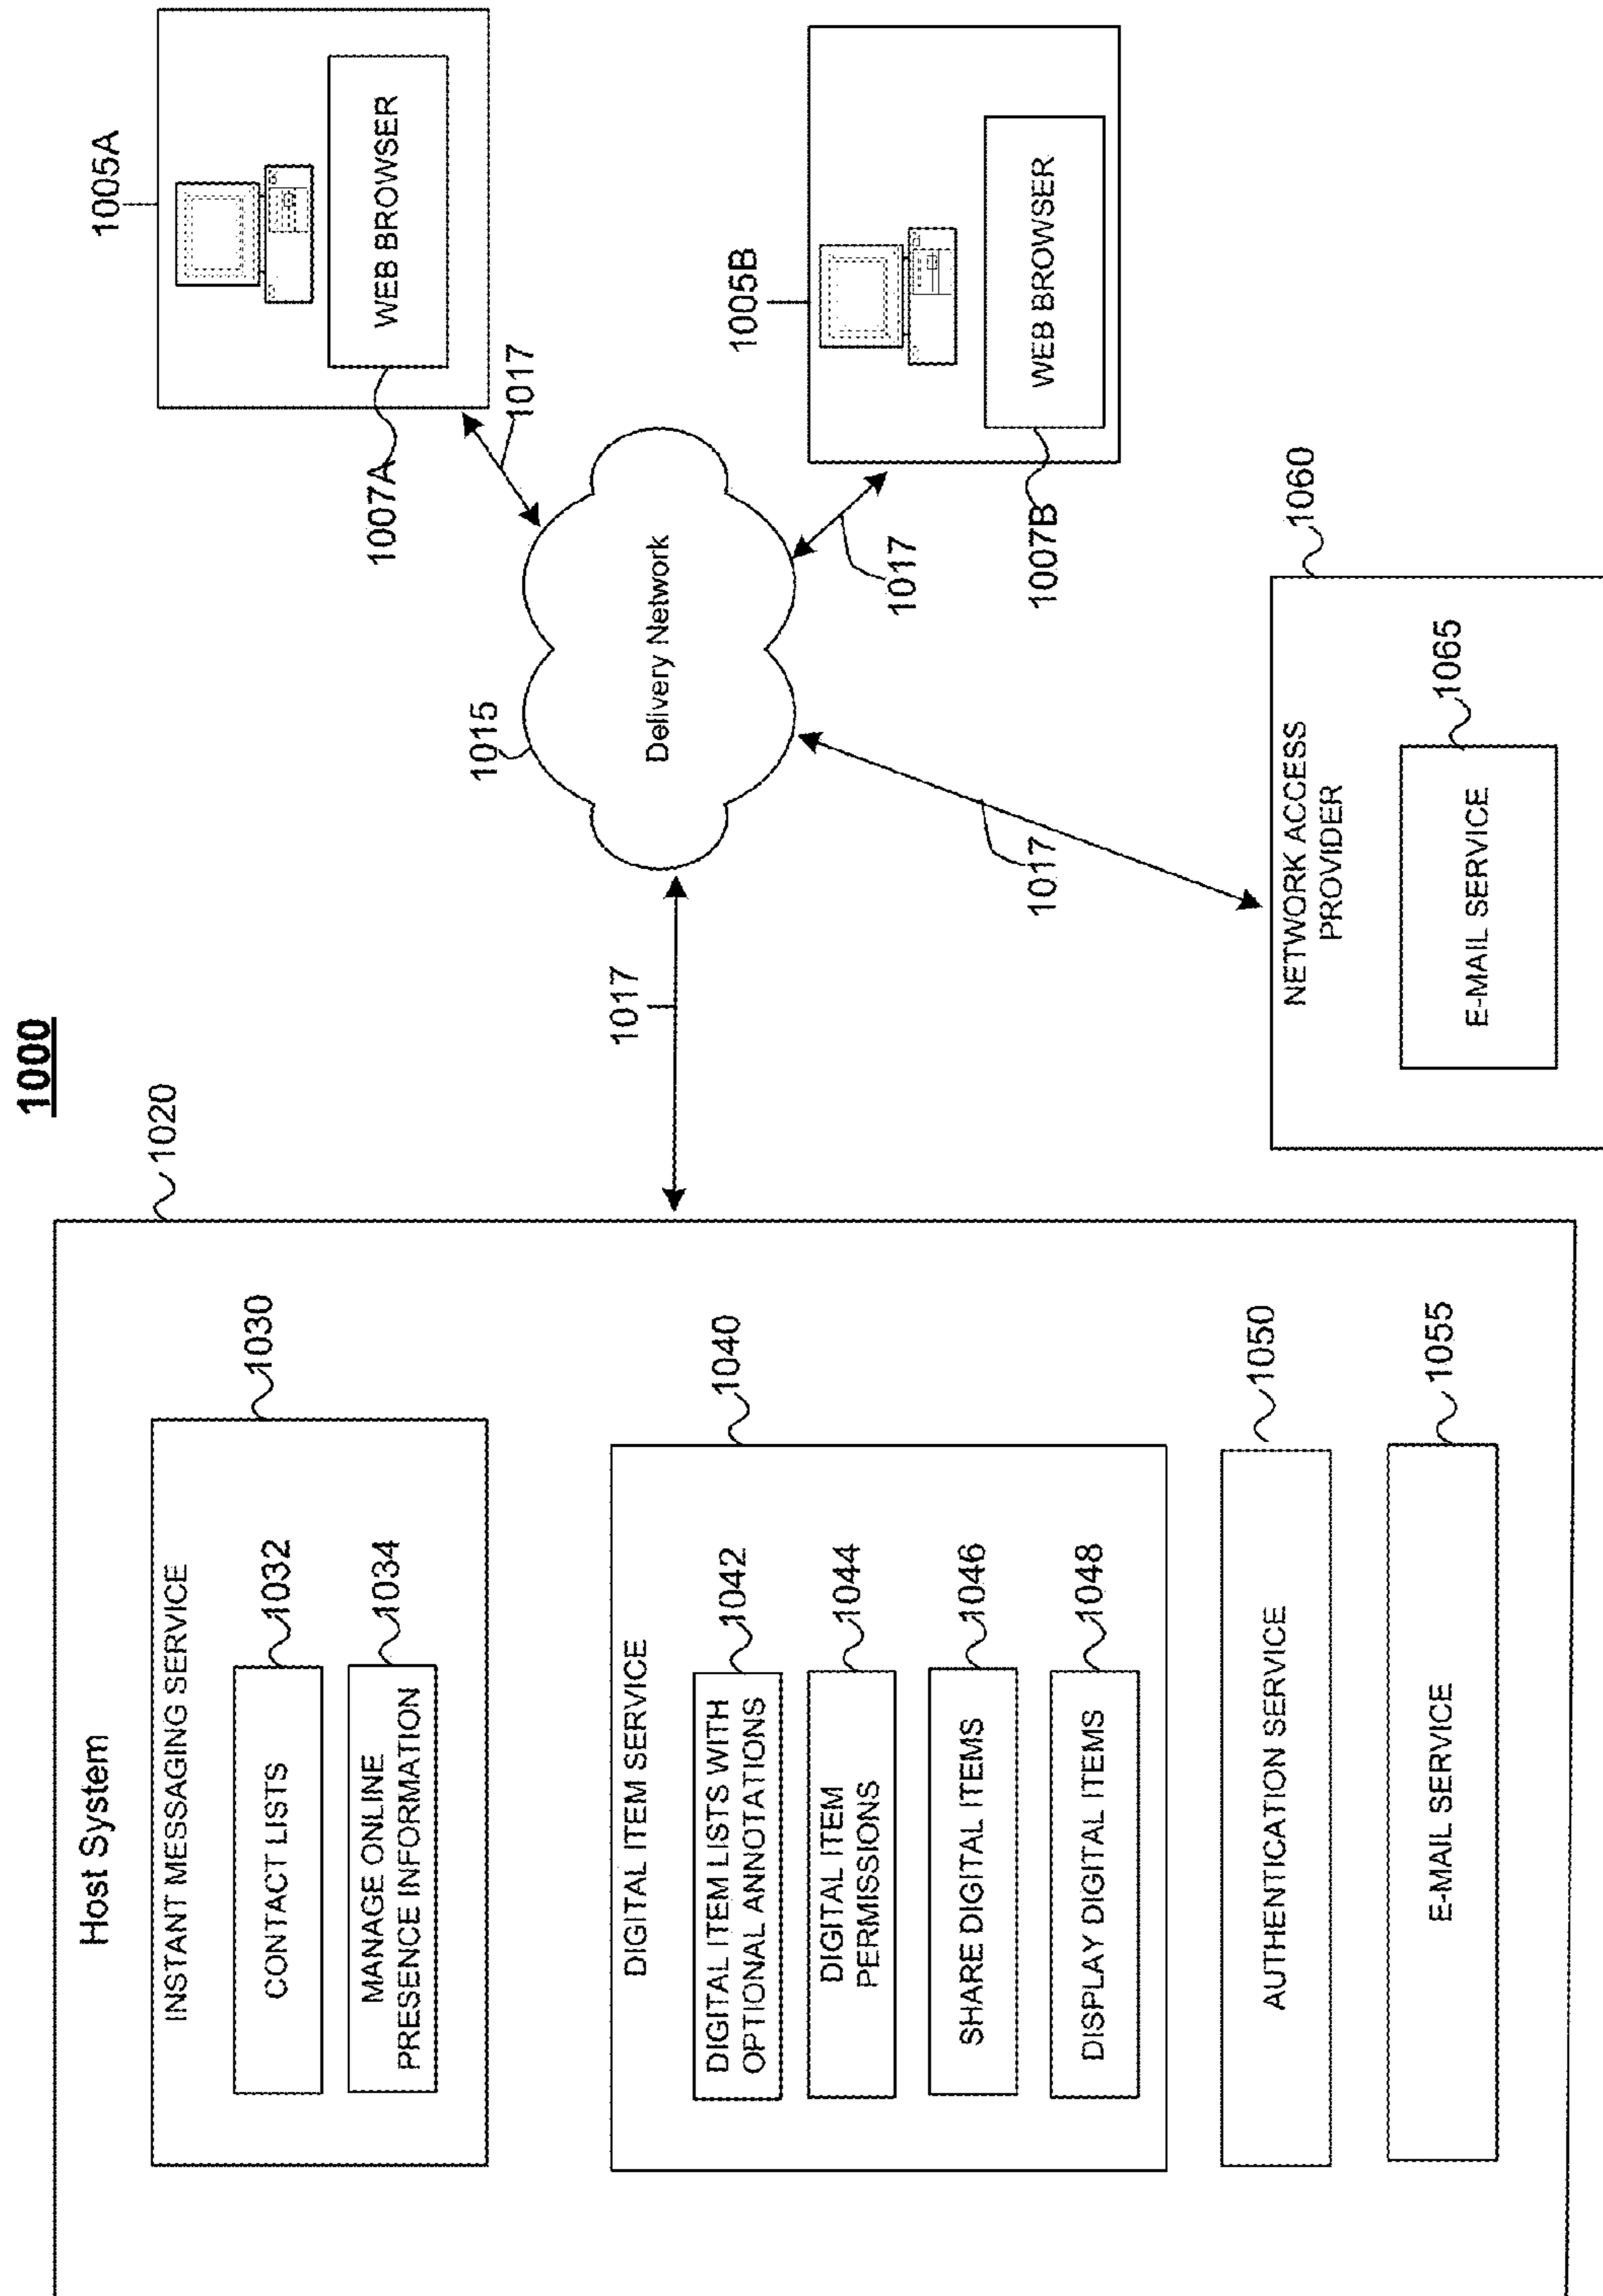 1000
Host System
1020
INSTANT MESSAGING SERVICE
1030
CONTACT LISTS
1032
MANAGE ONLINE
PRESENCE INFORMATION
1034
DIGITAL ITEM SERVICE
1040
DIGITAL ITEM LISTS WITH
OPTIONAL ANNOTATIONS
1042
DIGITAL ITEM
PERMISSIONS
1044
SHARE DIGITAL ITEMS
1046
DISPLAY DIGITAL ITEMS
1048
AUTHENTICATION SERVICE
1050
E-MAIL SERVICE
1055
1017
1015
Delivery Network
1017
1005A
WEB BROWSER
1007A
1017
1005B
WEB BROWSER
1007B
1017
NETWORK ACCESS
PROVIDER
1060
E-MAIL SERVICE
1065